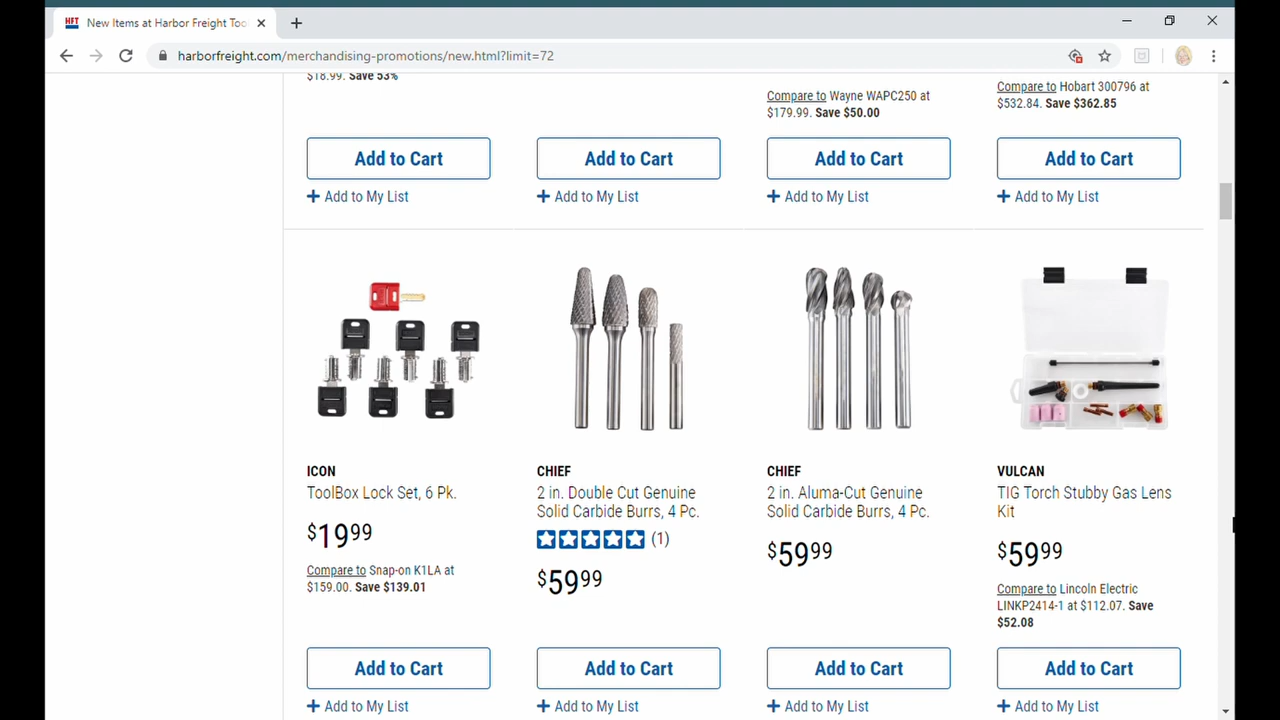 HFT New Items at Harbor Freight Too
harborfreight.com/merchandising-promotions/new.html?limit=72
$18.99. Save 53%
Compare to Wayne WAPC250 at
$179.99. Save $50.00
Compare to Hobart 300796 at
$532.84. Save $362.85
Add to Cart
Add to Cart
Add to Cart
Add to Cart
+ Add to My List
+ Add to My List
+ Add to My List
+ Add to My List
ICON
ToolBox Lock Set, 6 Pk.
$19.99
Compare to Snap-on K1LA at
$159.00. Save $139.01
Add to Cart
+ Add to My List
CHIEF
2 in. Double Cut Genuine
Solid Carbide Burrs, 4 Pc.
(1)
$59.99
Add to Cart
+ Add to My List
CHIEF
2 in. Aluma-Cut Genuine
Solid Carbide Burrs, 4 Pc.
$59.99
Add to Cart
+ Add to My List
VULCAN
TIG Torch Stubby Gas Lens
Kit
$59.99
Compare to Lincoln Electric
LINKP2414-1 at $112.07. Save
$52.08
Add to Cart
+ Add to My List